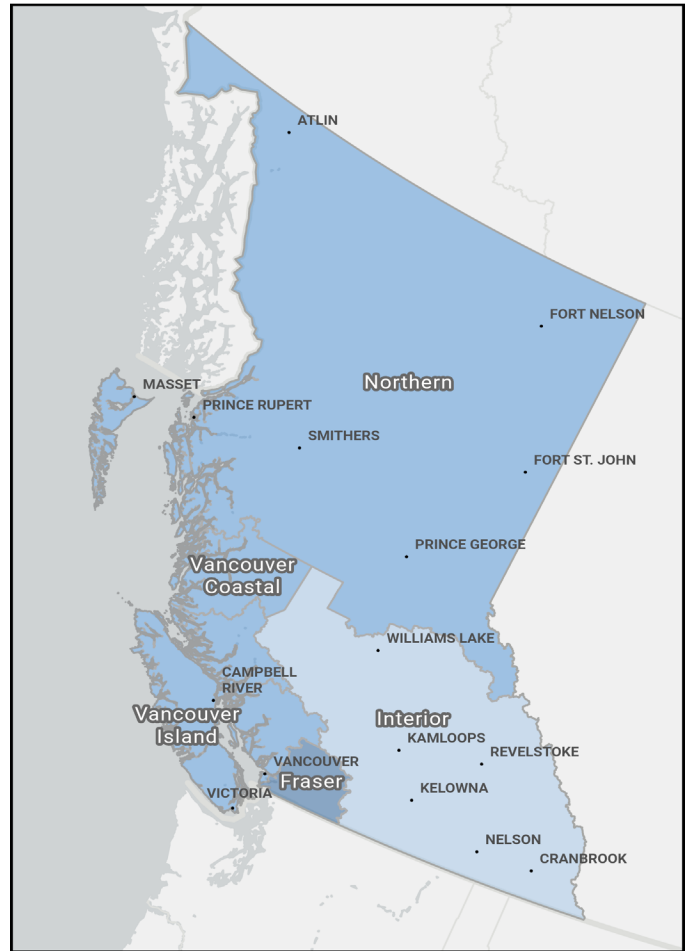 ATLIN
FORT NELSON
Northern
MASSET
PRINCE RUPERT
SMITHERS
FORT ST. JOHN
PRINCE GEORGE
Vancouver
Coastal
WILLIAMS LAKE
CAMPBELL
RIVER
Vancouver
Island
Interior
KAMLOOPS
REVELSTOKE
VANCOUVER
Fraser
KELOWNA
VICTORIA
NELSON
CRANBROOK